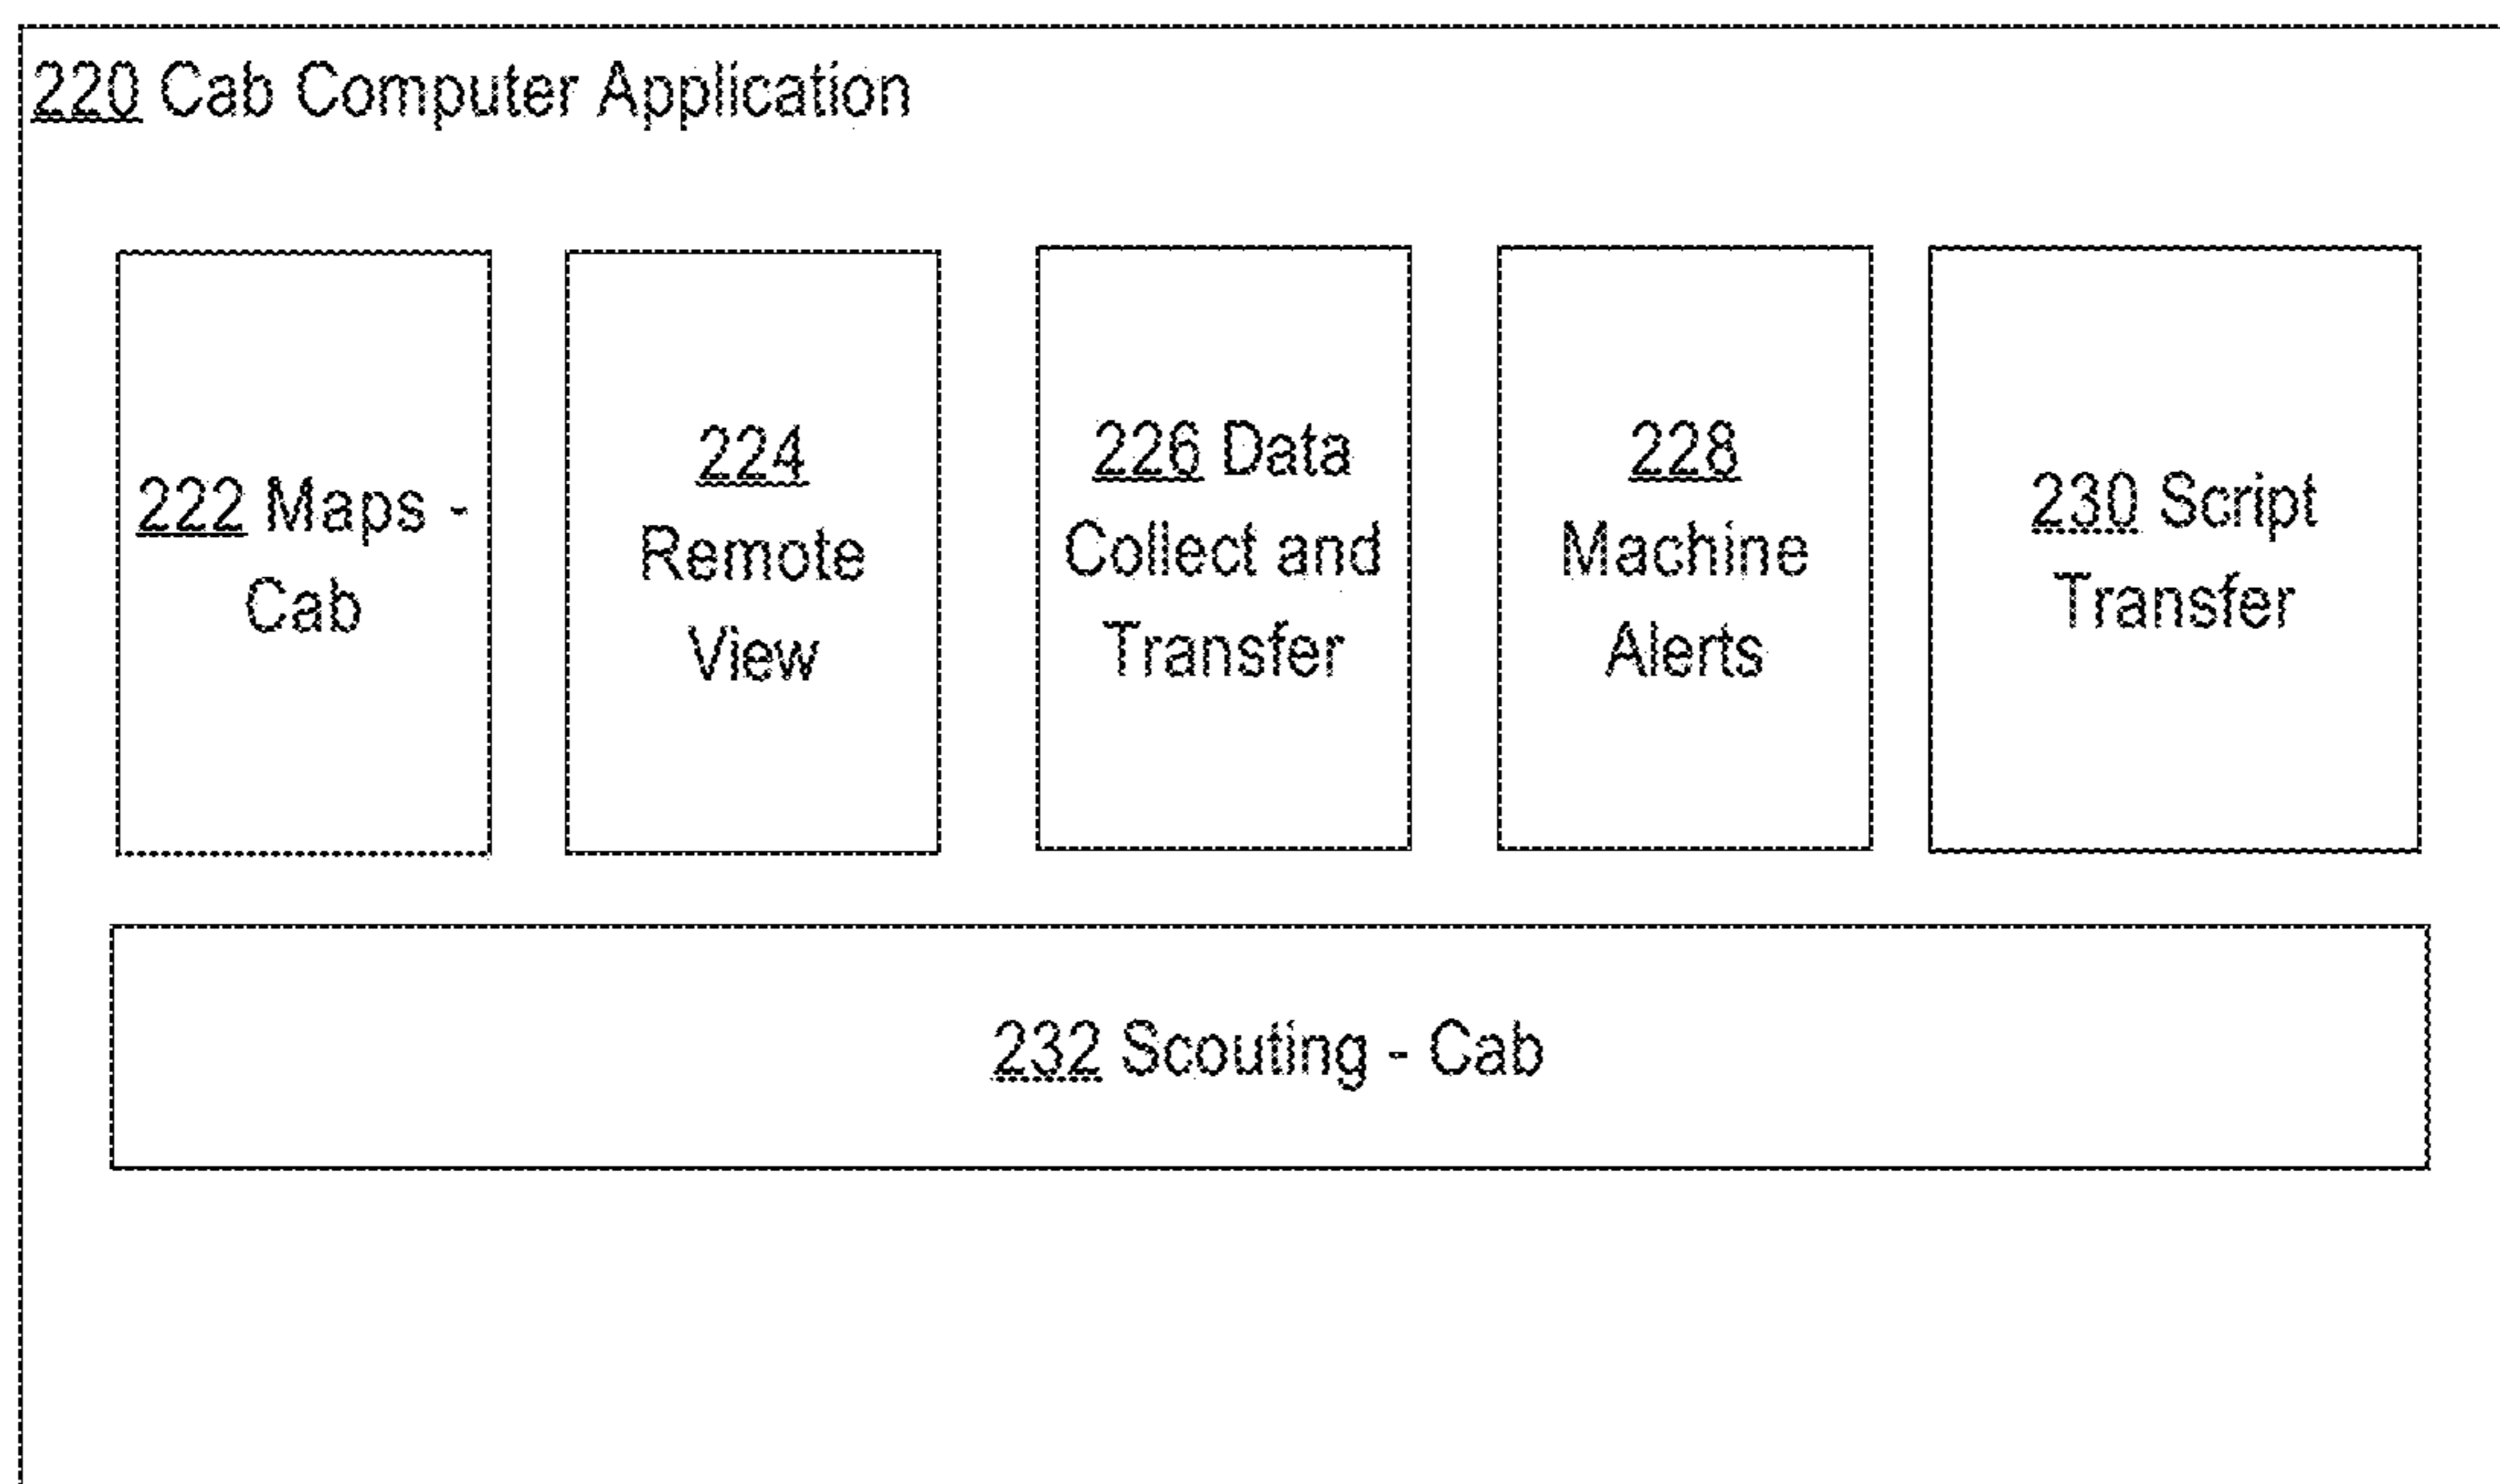 220 Cab Computer Application
222 Maps -
Cab
224
Remote
View
226 Data
Collect and
Transfer
228
Machine
Alerts
230 Script
Transfer
232 Scouting - Cab